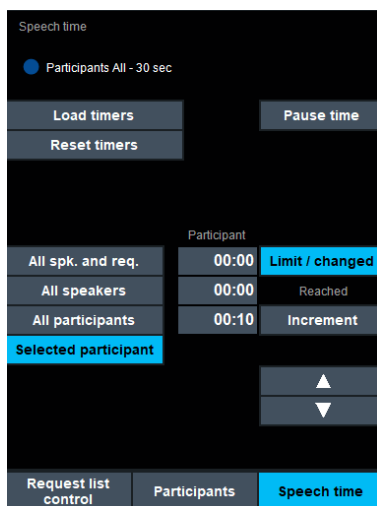 Speech time
Participants All - 30 sec
Load timers Pause time
Reset timers
Participant
All spk. and req. 00:00 Limit / changed
All speakers 00:00 Reached
All participants 00:10 Increment
Selected participant
Request list
control Participants Speech time